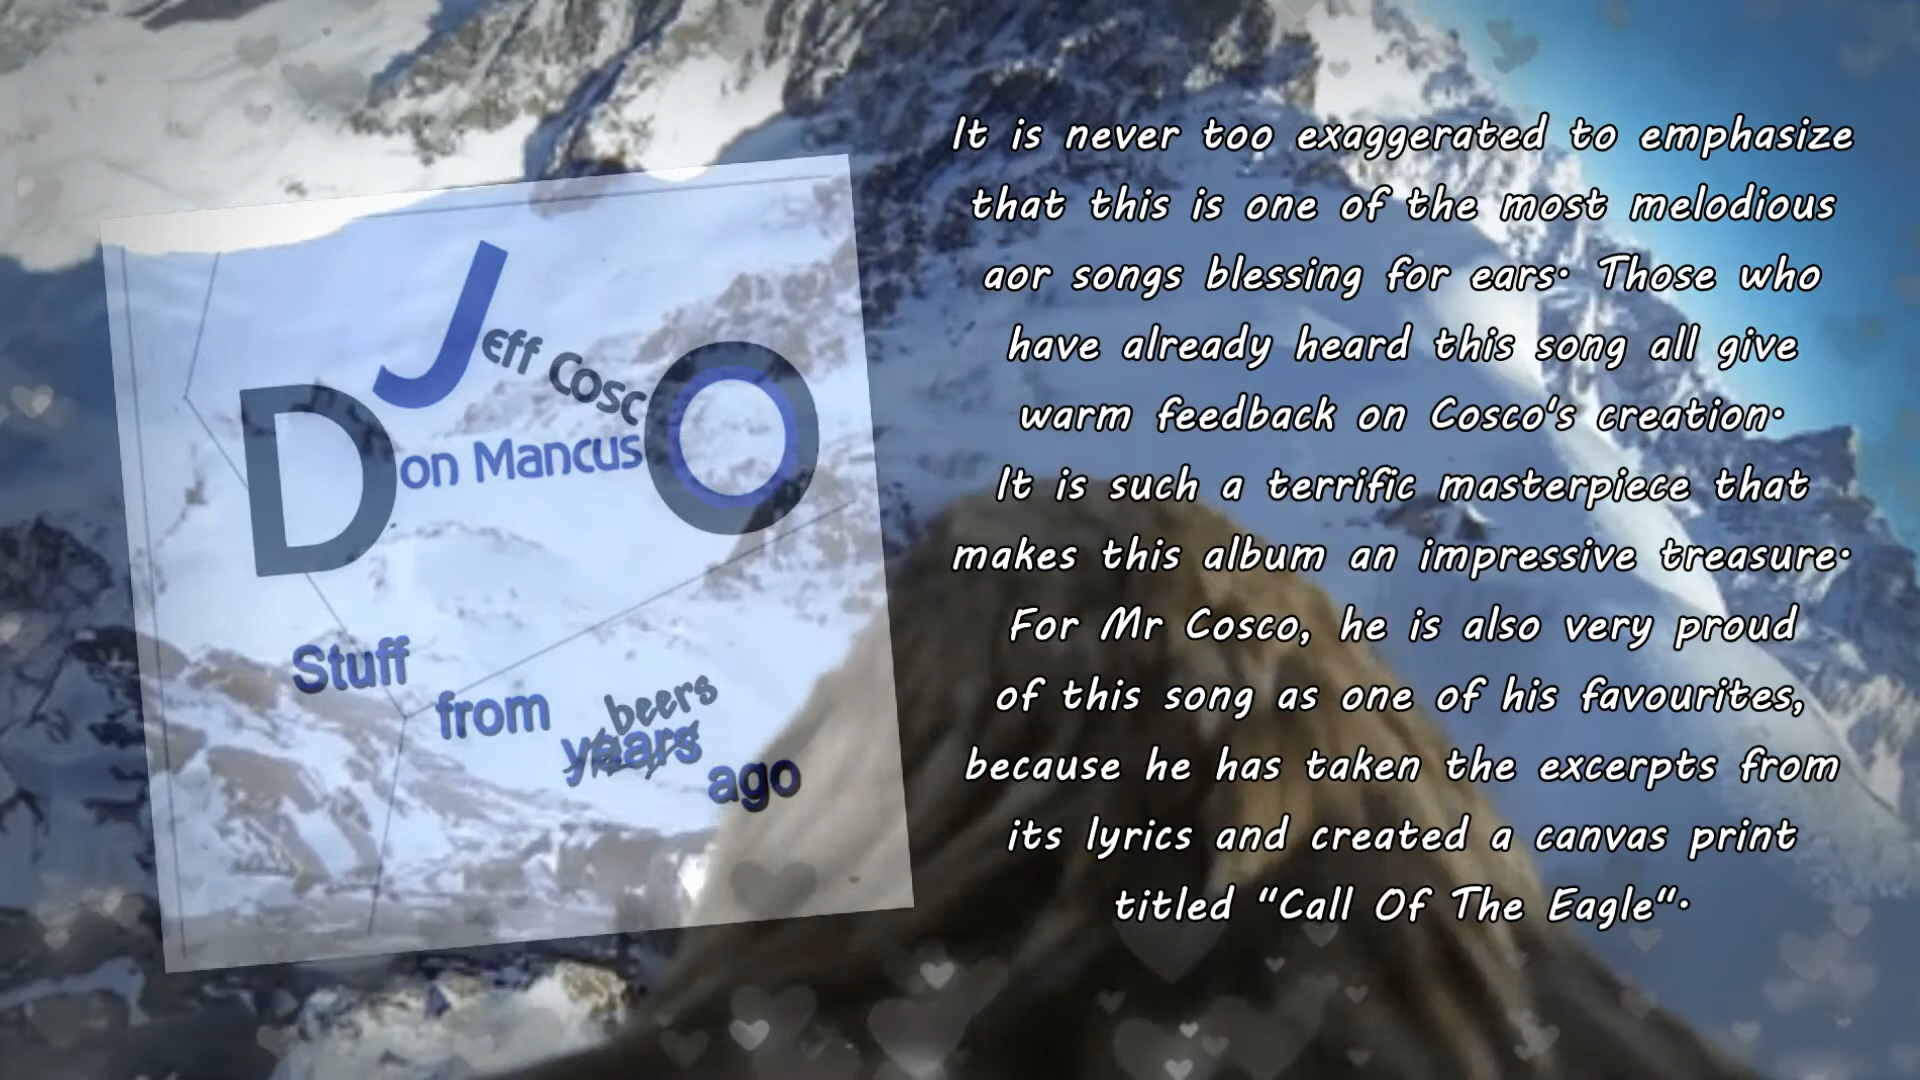 Jeff Cosco
Don Mancuso
Stuff
from
beers
years
ago
It is never too exaggerated to emphasize
that this is one of the most melodious
aor songs blessing for ears. Those who
have already heard this song all give
warm feedback on Cosco's creation.
It is such a terrific masterpiece that
makes this album an impressive treasure.
For Mr Cosco, he is also very proud
of this song as one of his favourites,
because he has taken the excerpts from
its lyrics and created a canvas print
titled "Call Of The Eagle".